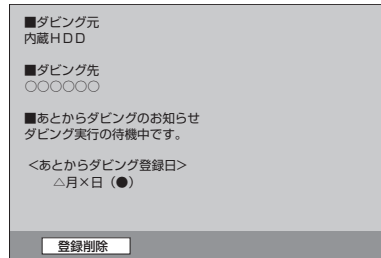 ■ダビング元
内蔵HDD
■ダビング先
○○○○○○
■あとからダビングのお知らせ
ダビング実行の待機中です。
<あとからダビング登録日>
△月×日(●)
登録削除